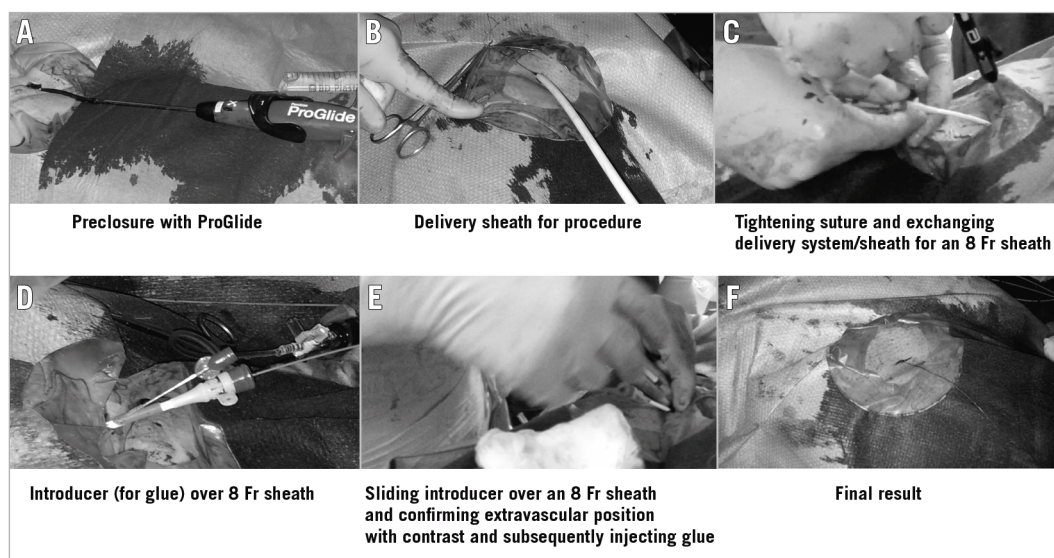 A
B
C
ProGlide
Preclosure with ProGlide
Delivery sheath for procedure
Tightening suture and exchanging
delivery system/sheath for an 8 Fr sheath
D
E
F
Introducer (for glue) over 8 Fr sheath
Sliding introducer over an 8 Fr sheath
and confirming extravascular position
with contrast and subsequently injecting glue
Final result